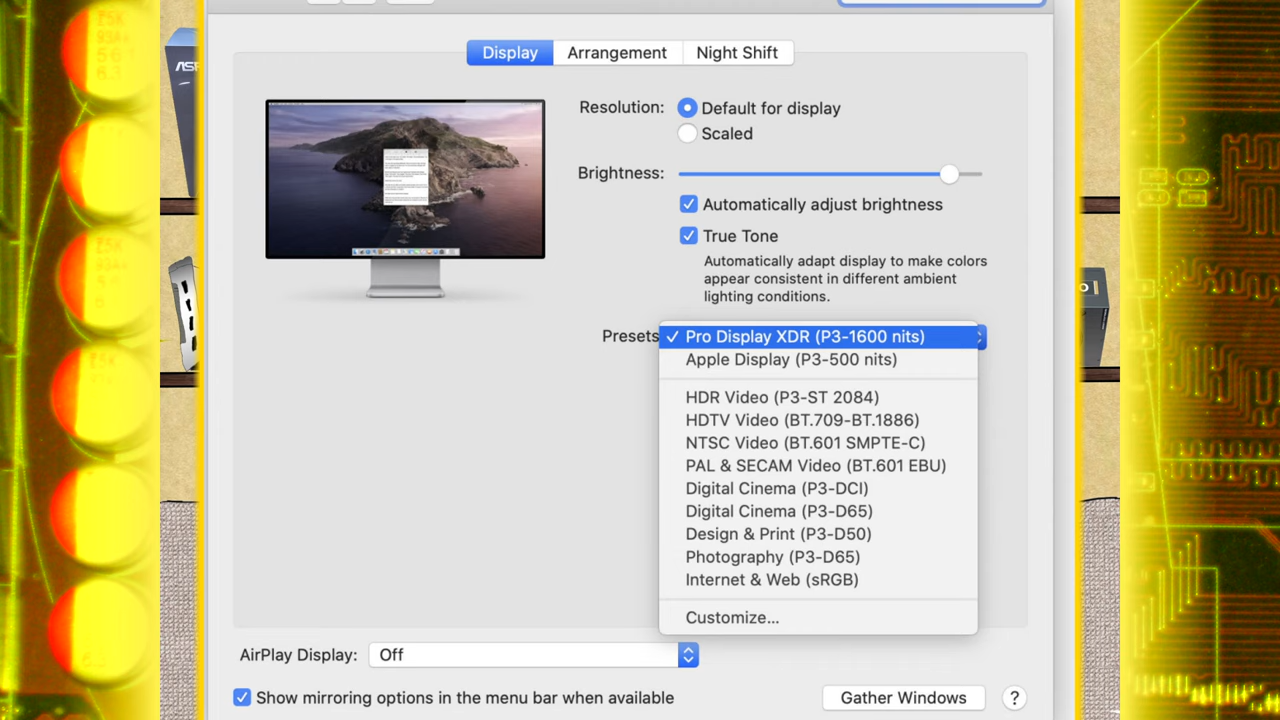 Display
Arrangement
Night Shift
Resolution:
Default for display
Scaled
Brightness:
Automatically adjust brightness
True Tone
Automatically adapt display to make colors
appear consistent in different ambient
lighting conditions.
Presets
✓ Pro Display XDR (P3-1600 nits)
Apple Display (P3-500 nits)
HDR Video (P3-ST 2084)
HDTV Video (BT.709-BT.1886)
NTSC Video (BT.601 SMPTE-C)
PAL & SECAM Video (BT.601 EBU)
Digital Cinema (P3-DCI)
Digital Cinema (P3-D65)
Design & Print (P3-D50)
Photography (P3-D65)
Internet & Web (sRGB)
Customize...
AirPlay Display:
Off
Show mirroring options in the menu bar when available
Gather Windows
?